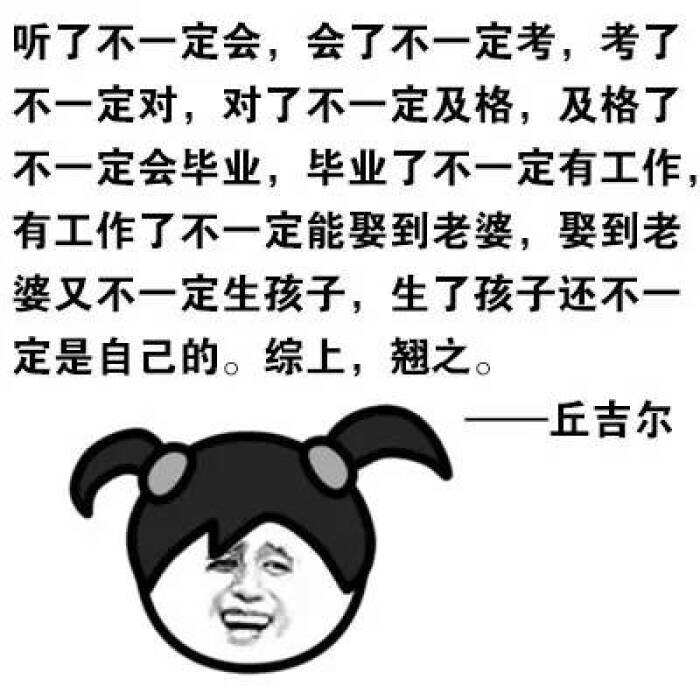 听了不一定会，会了不一定考，考了
不一定对，对了不一定及格，及格了
不一定会毕业，毕业了不一定有工作，
有工作了不一定能娶到老婆，娶到老
婆又不一定生孩子，生了孩子还不一
定是自己的。综上，翘之。
——丘吉尔